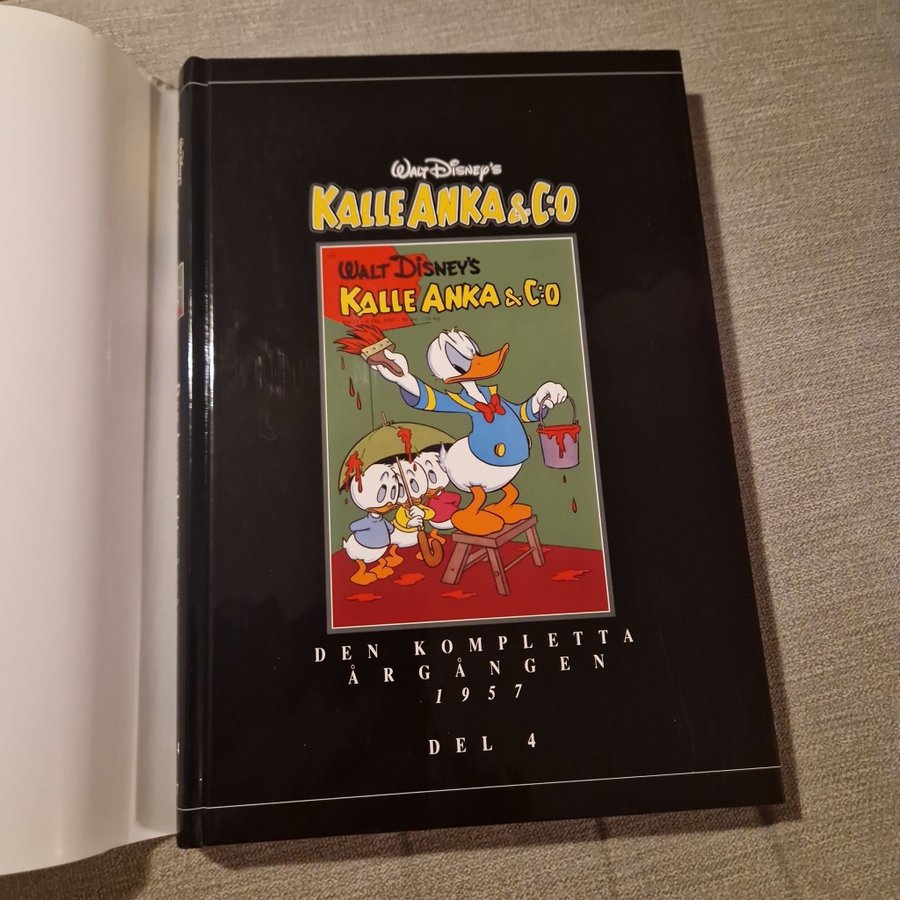 WALT DISNEY'S
KALLE ANKA & C:O
WALT DISNEY'S
KALLE ANKA & C:O
DEN KOMPLETTA
ÅRGÅNGEN
1957
DEL 4